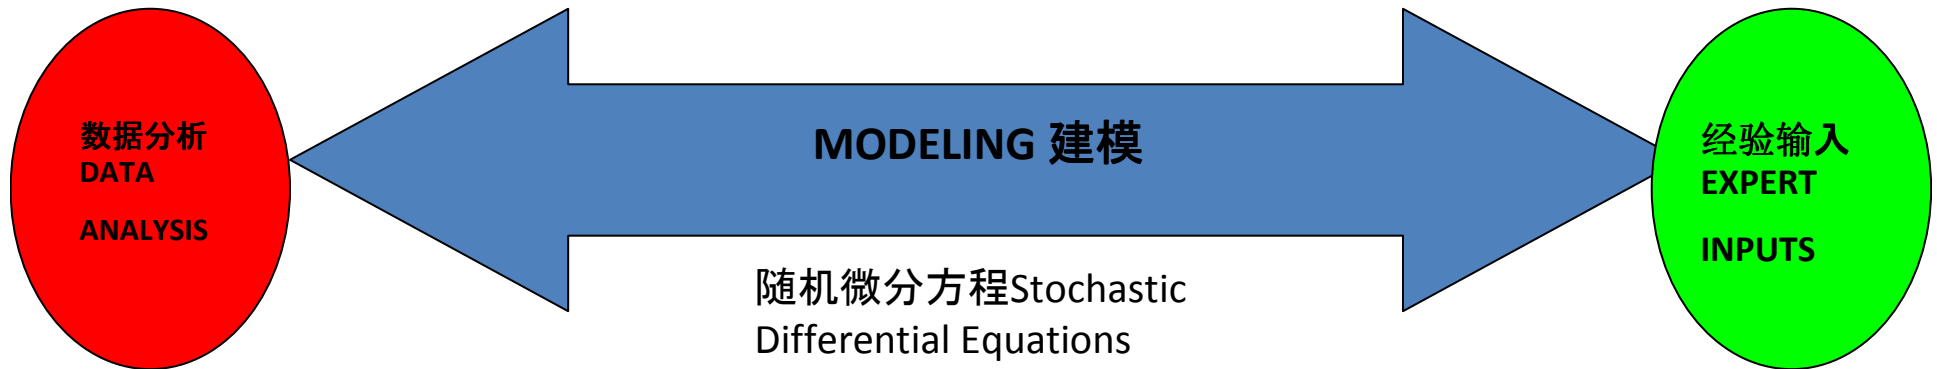 数据分析
DATA
ANALYSIS
MODELING 建模
随机微分方程Stochastic
Differential Equations
经验输入
EXPERT
INPUTS